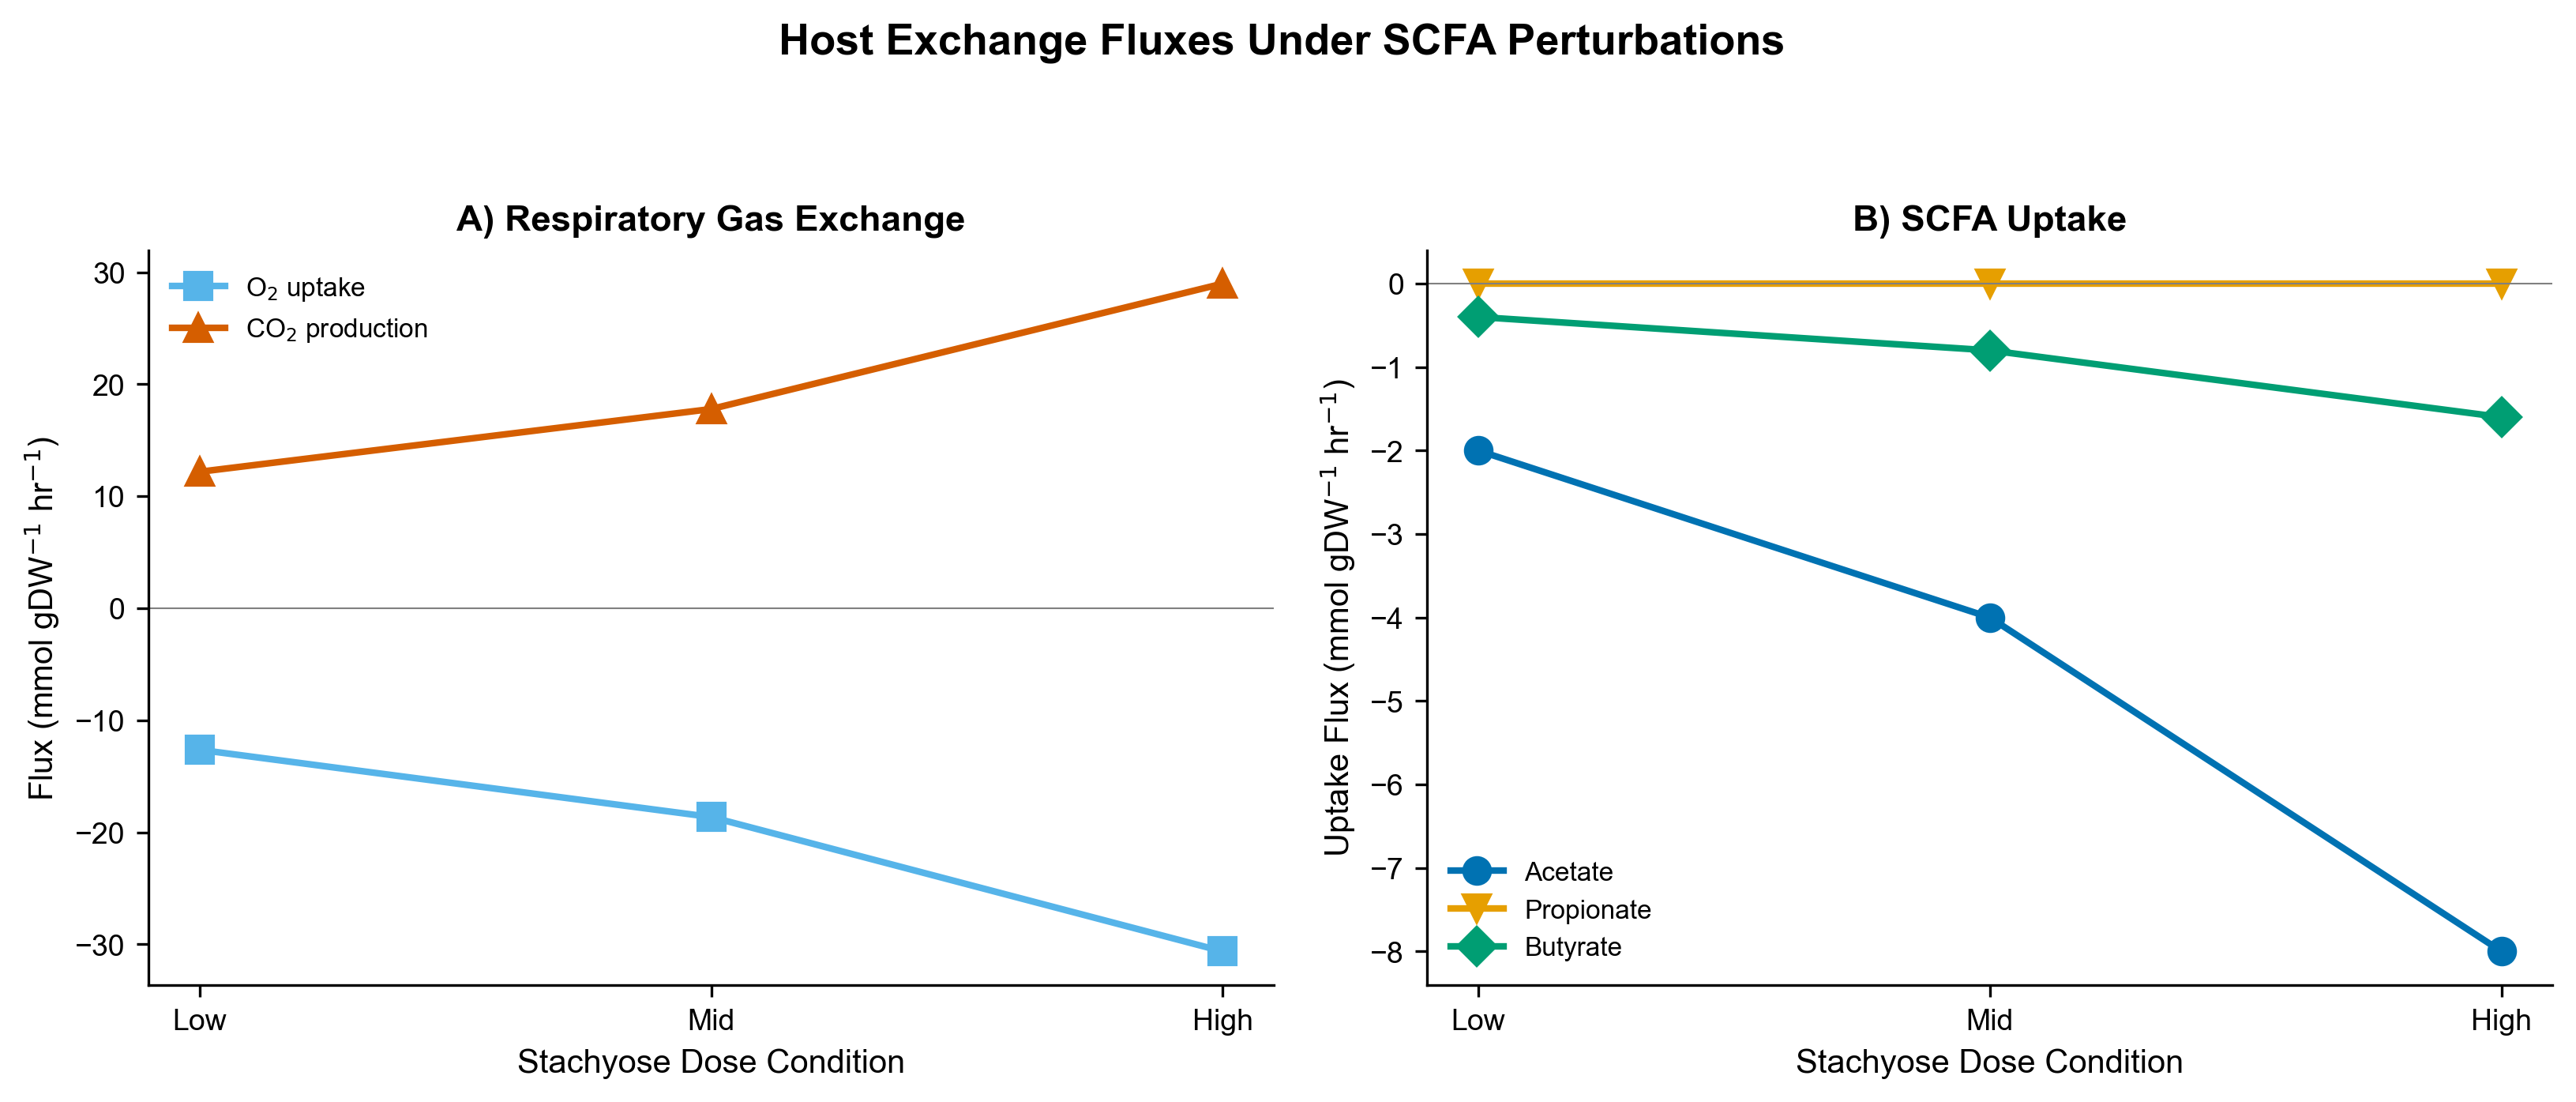 Host Exchange Fluxes Under SCFA Perturbations
A) Respiratory Gas Exchange
Flux (mmol gDW⁻¹ hr⁻¹)
30
20
10
0
−10
−20
−30
O₂ uptake
CO₂ production
Low Mid High
Stachyose Dose Condition
B) SCFA Uptake
Uptake Flux (mmol gDW⁻¹ hr⁻¹)
0
−1
−2
−3
−4
−5
−6
−7
−8
Acetate
Propionate
Butyrate
Low Mid High
Stachyose Dose Condition